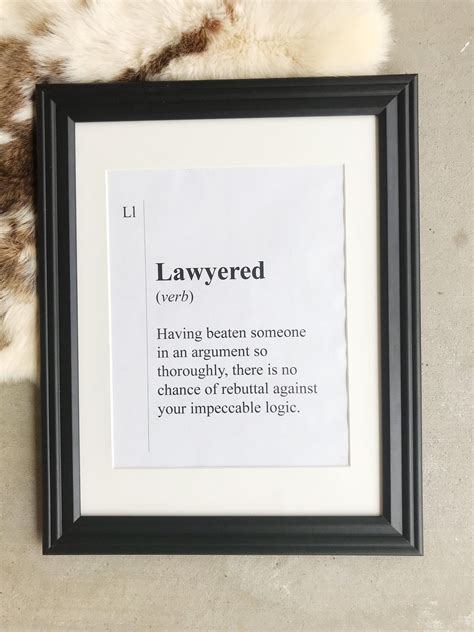 Ll
Lawyered
(verb)
Having beaten someone
in an argument so
thoroughly, there is no
chance of rebuttal against
your impeccable logic.